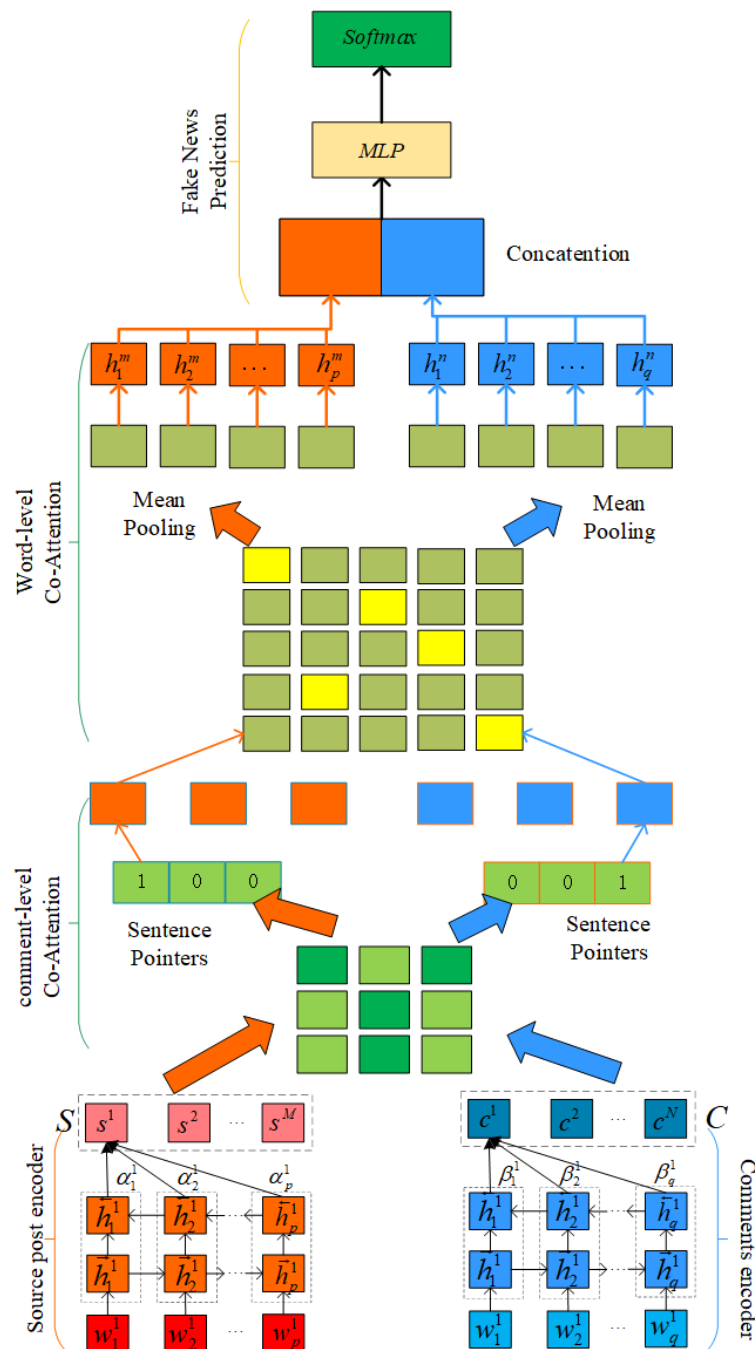 Softmax
MLP
Fake News
Prediction
Concatention
h_1^m h_2^m ... h_p^m
h_1^n h_2^n ... h_q^n
Mean
Pooling
Mean
Pooling
Word-level
Co-Attention
1 0 0
0 0 1
Sentence
Pointers
Sentence
Pointers
comment-level
Co-Attention
S s^1 s^2 ... s^M
c^1 c^2 ... c^N C
α_1^1 α_2^1 α_p^1
β_1^1 β_2^1 β_q^1
h_1^1 h_2^1 ... h_p^1
h_1^1 h_2^1 ... h_q^1
h_1^1 h_2^1 ... h_p^1
h_1^1 h_2^1 ... h_q^1
w_1^1 w_2^1 ... w_p^1
w_1^1 w_2^1 ... w_q^1
Source post encoder
Comments encoder